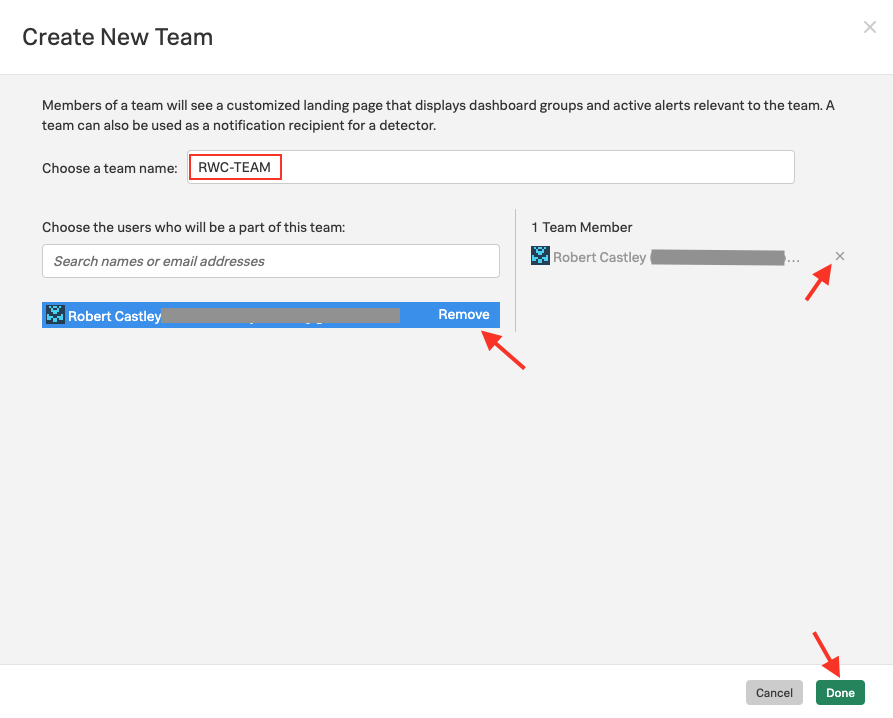 Create New Team
Members of a team will see a customized landing page that displays dashboard groups and active alerts relevant to the team. A
team can also be used as a notification recipient for a detector.
Choose a team name: RWC-TEAM
Choose the users who will be a part of this team:
Search names or email addresses
Robert Castley Remove
1 Team Member
Robert Castley ...
Cancel Done